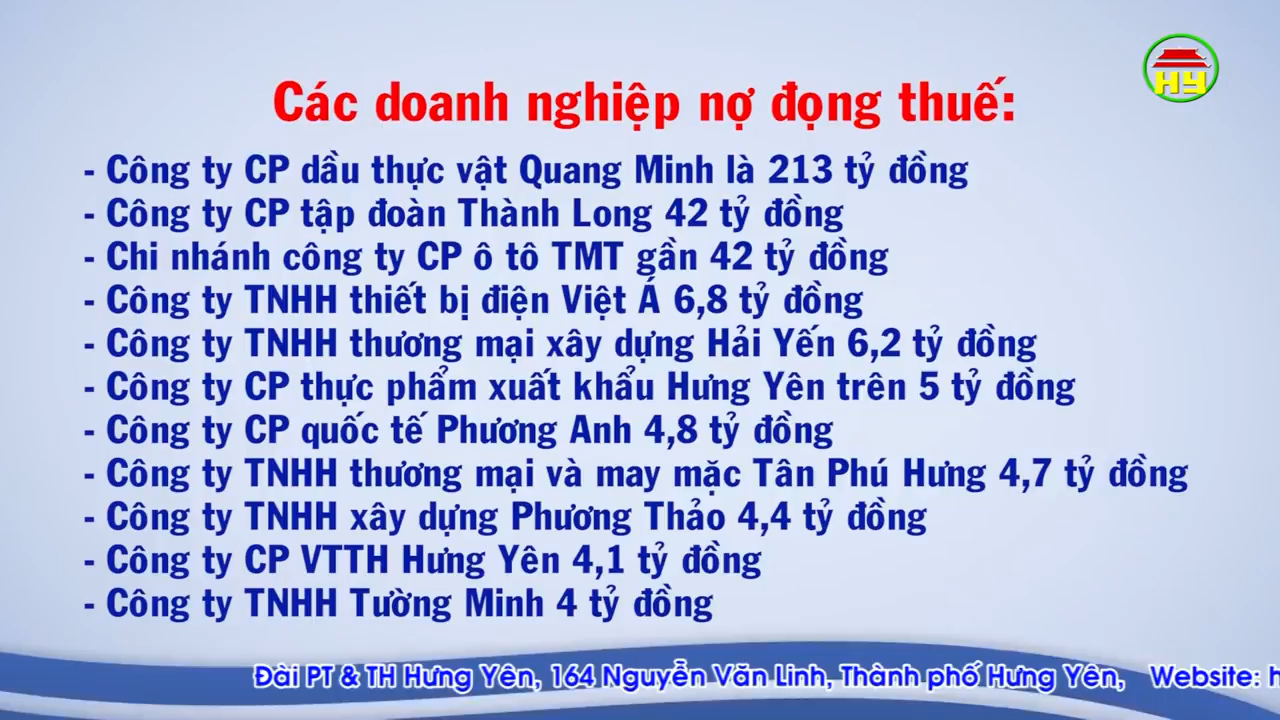 HY
Các doanh nghiệp nợ đọng thuế:
- Công ty CP dầu thực vật Quang Minh là 213 tỷ đồng
- Công ty CP tập đoàn Thành Long 42 tỷ đồng
- Chi nhánh công ty CP ô tô TMT gần 42 tỷ đồng
- Công ty TNHH thiết bị điện Việt Á 6,8 tỷ đồng
- Công ty TNHH thương mại xây dựng Hải Yến 6,2 tỷ đồng
- Công ty CP thực phẩm xuất khẩu Hưng Yên trên 5 tỷ đồng
- Công ty CP quốc tế Phương Anh 4,8 tỷ đồng
- Công ty TNHH thương mại và may mặc Tân Phú Hưng 4,7 tỷ đồng
- Công ty TNHH xây dựng Phương Thảo 4,4 tỷ đồng
- Công ty CP VTTH Hưng Yên 4,1 tỷ đồng
- Công ty TNHH Tường Minh 4 tỷ đồng
Đài PT & TH Hưng Yên, 164 Nguyễn Văn Linh, Thành phố Hưng Yên, Website: h